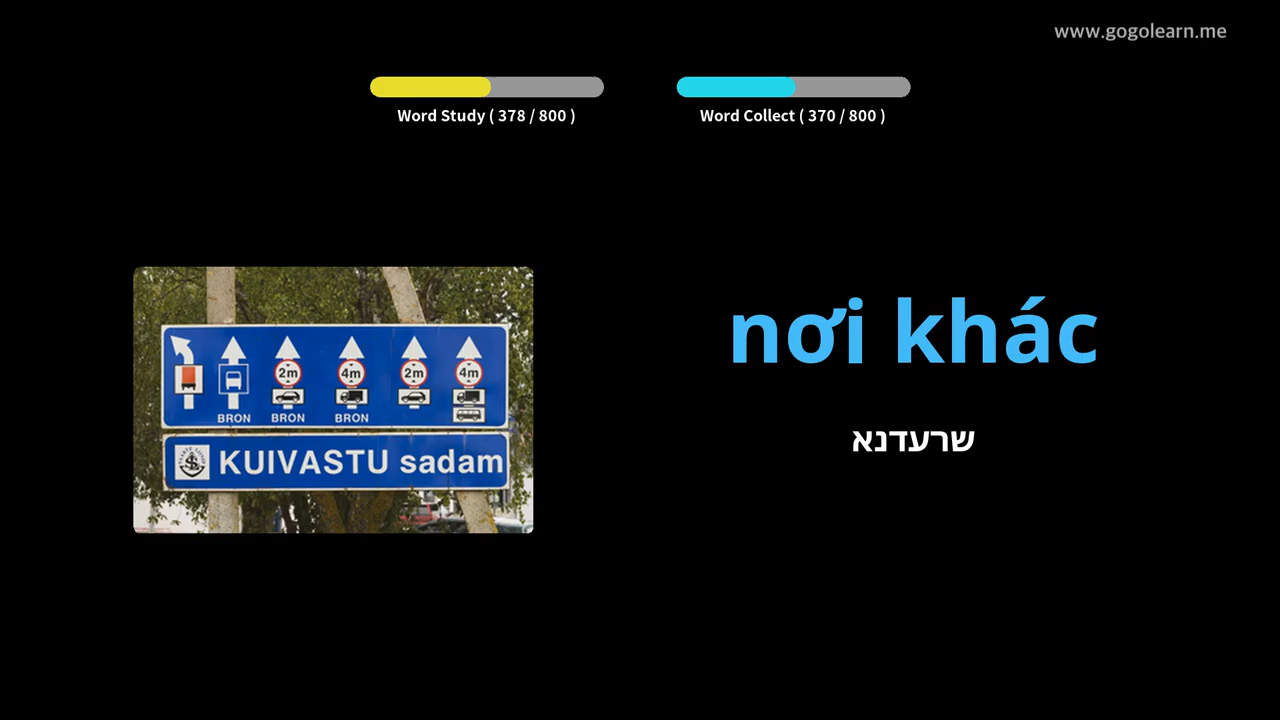 www.gogolearn.me
Word Study ( 378 / 800 )
Word Collect ( 370 / 800 )
2m 4m 2m 4m
BRON BRON BRON
KUIVASTU sadam
nơi khác
שרעדנא